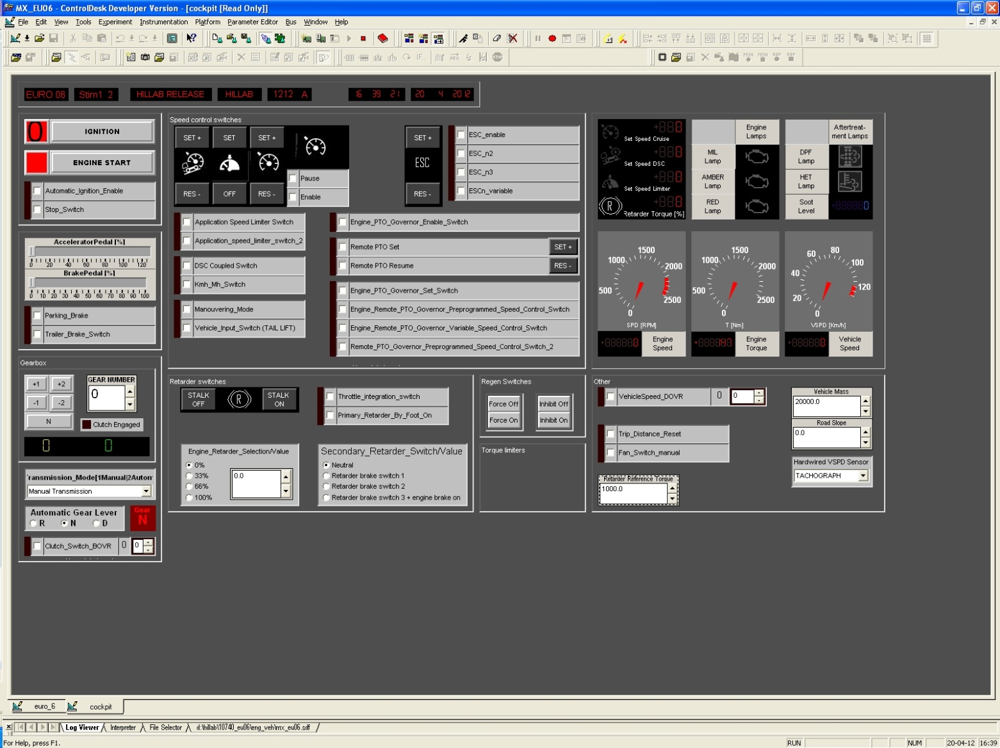 MX_EU06 - ControlDesk Developer Version - [cockpit [Read Only]]
File Edit View Tools Experiment Instrumentation Platform Parameter Editor Bus Window Help
EURO 06 Stim1 2 HILLAB RELEASE HILLAB 1212 A 16 39 21 20 4 2012
IGNITION
ENGINE START
Automatic_Ignition_Enable
Stop_Switch
AcceleratorPedal [%]
0 20 40 60 80 100 120
BrakePedal [%]
0 10 20 30 40 50 60 70 80 90 100
Parking_Brake
Trailer_Brake_Switch
Gearbox
+1 +2
-1 -2
N
GEAR NUMBER
0
Clutch Engaged
0 0
Transmission_Mode[1Manual|2Autom
Manual Transmission
Automatic Gear Lever
R N D
Gear
N
Clutch_Switch_BOVR 0 0
Speed control switches
SET + SET SET +
RES - OFF RES -
Pause
Enable
SET +
ESC
RES -
ESC_enable
ESC_n2
ESC_n3
ESCn_variable
Application Speed Limiter Switch
Application_speed_limiter_switch_2
DSC Coupled Switch
Kmh_Mh_Switch
Manouvering_Mode
Vehicle_Input_Switch (TAIL LIFT)
Engine_PTO_Governor_Enable_Switch
Remote PTO Set SET +
Remote PTO Resume RES -
Engine_PTO_Governor_Set_Switch
Engine_Remote_PTO_Governor_Preprogrammed_Speed_Control_Switch
Engine_Remote_PTO_Governor_Variable_Speed_Control_Switch
Remote_PTO_Governor_Preprogrammed_Speed_Control_Switch_2
Set Speed Cruise
Set Speed DSC
Set Speed Limiter
Retarder Torque [%]
Engine Lamps
MIL Lamp
AMBER Lamp
RED Lamp
Aftertreat-
ment Lamps
DPF Lamp
HET Lamp
Soot Level
0 500 1000 1500 2000 2500
SPD [RPM]
Engine Speed
0 500 1000 1500 2000 2500
T [Nm]
Engine Torque
0 20 40 60 80 100 120
VSPD [Km/h]
Vehicle Speed
Retarder switches
STALK OFF
R
STALK ON
Throttle_integration_switch
Primary_Retarder_By_Foot_On
Engine_Retarder_Selection/Value
0%
33%
66%
100%
0.0
Secondary_Retarder_Switch/Value
Neutral
Retarder brake switch 1
Retarder brake switch 2
Retarder brake switch 3 + engine brake on
Regen Switches
Force Off Inhibit Off
Force On Inhibit On
Torque limiters
Other
VehicleSpeed_DOVR 0 0
Trip_Distance_Reset
Fan_Switch_manual
Retarder Reference Torque
1000.0
Vehicle Mass
20000.0
Road Slope
0.0
Hardwired VSPD Sensor
TACHOGRAPH
euro_6 cockpit
Log Viewer Interpreter File Selector d:\hillab\10740_eu06\eng_veh\mx_eu06.sdf
For Help, press F1.
RUN NUM 20-04-12 16:39